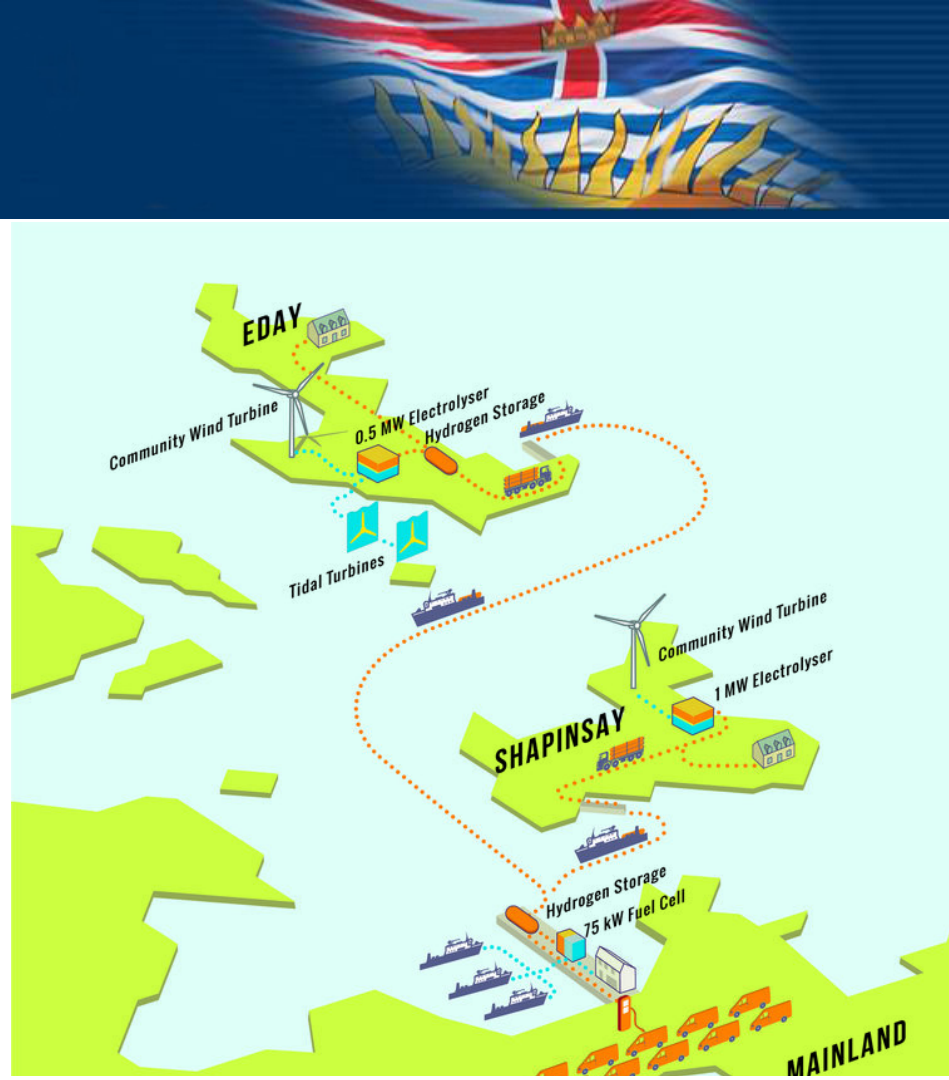 EDAY
Community Wind Turbine
0.5 MW Electrolyser
Hydrogen Storage
Tidal Turbines
Community Wind Turbine
1 MW Electrolyser
SHAPINSAY
Hydrogen Storage
75 kW Fuel Cell
MAINLAND